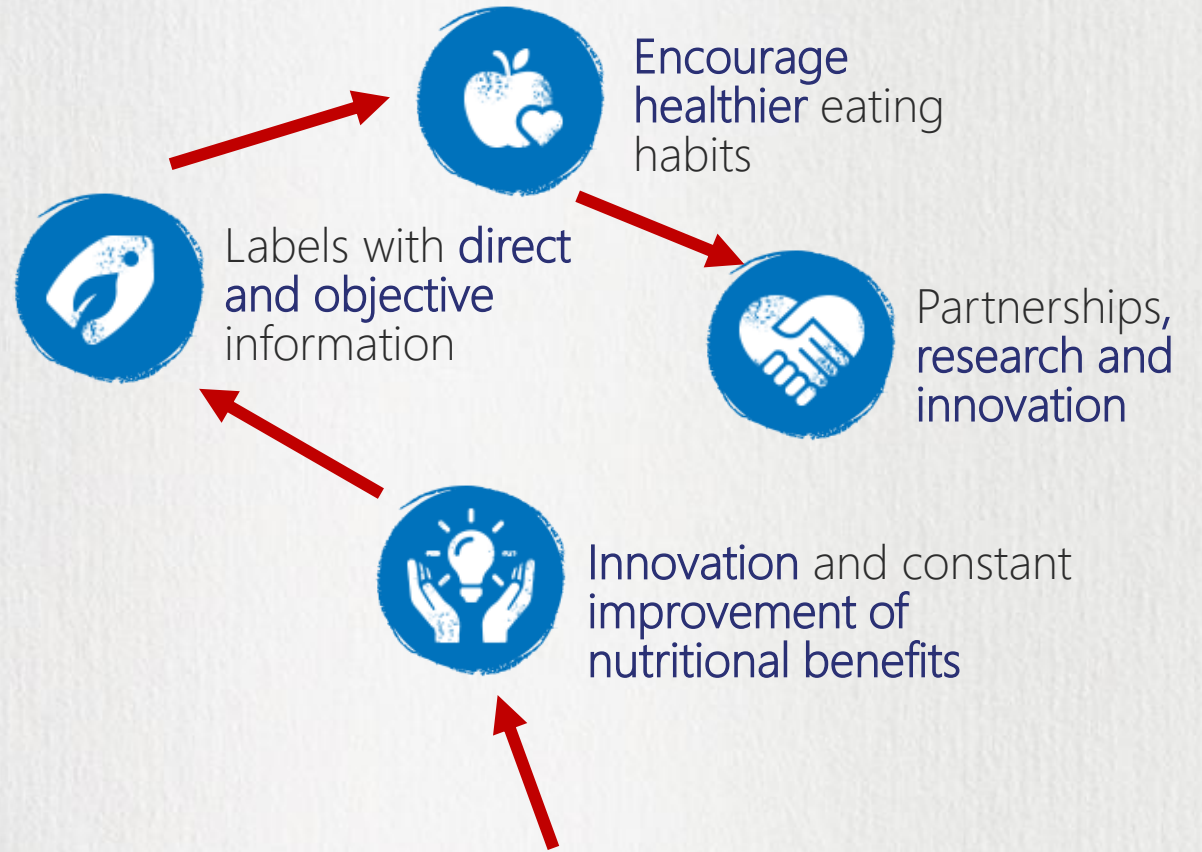 Encourage
healthier eating
habits
Labels with direct
and objective
information
Partnerships,
research and
innovation
Innovation and constant
improvement of
nutritional benefits